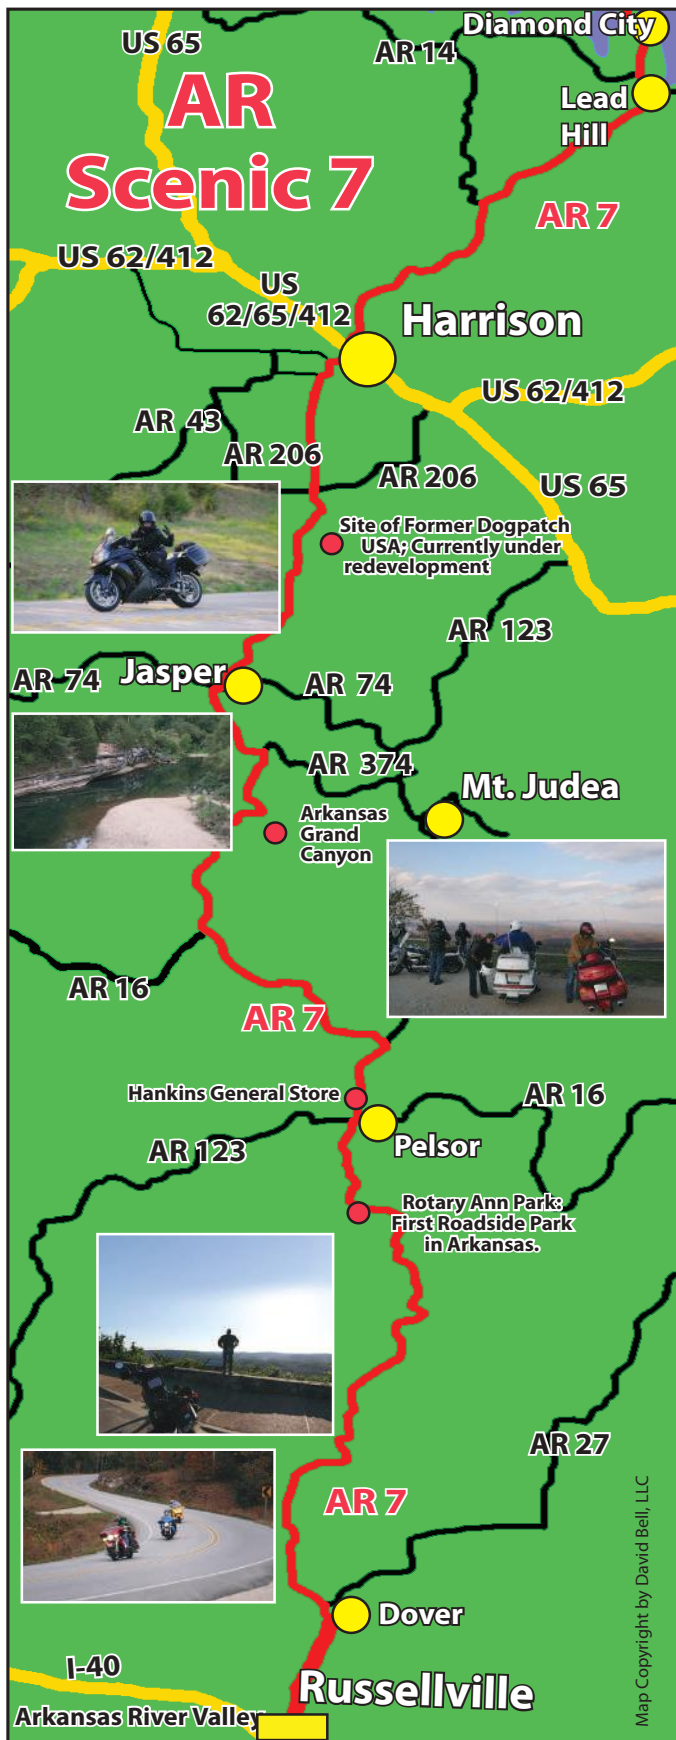 Diamond City
US 65
AR 14
AR
Scenic 7
Lead
Hill
AR 7
US 62/412
US
62/65/412
Harrison
US 62/412
AR 43
AR 206
AR 206
US 65
Site of Former Dogpatch
USA; Currently under
redevelopment
AR 123
AR 74
Jasper
AR 74
AR 374
Mt. Judea
Arkansas
Grand
Canyon
AR 16
AR 7
Hankins General Store
AR 16
AR 123
Pelsor
Rotary Ann Park:
First Roadside Park
in Arkansas.
AR 27
AR 7
Map Copyright by David Bell, LLC
Dover
I-40
Russellville
Arkansas River Valley